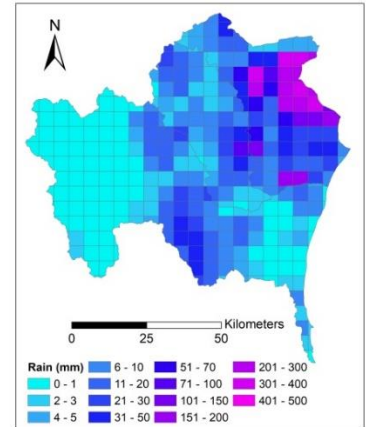 N
Kilometers
0 25 50
Rain (mm)
0 - 1
2 - 3
4 - 5
6 - 10
11 - 20
21 - 30
31 - 50
51 - 70
71 - 100
101 - 150
151 - 200
201 - 300
301 - 400
401 - 500